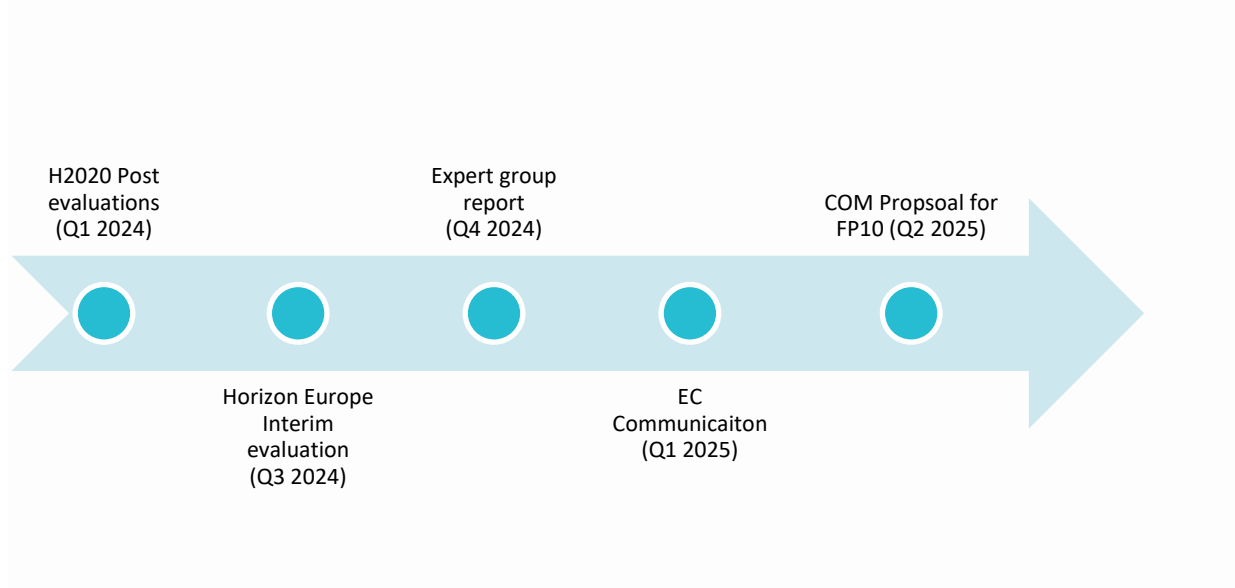 H2020 Post
evaluations
(Q1 2024)
Horizon Europe
Interim
evaluation
(Q3 2024)
Expert group
report
(Q4 2024)
EC
Communicaiton
(Q1 2025)
COM Propsoal for
FP10 (Q2 2025)